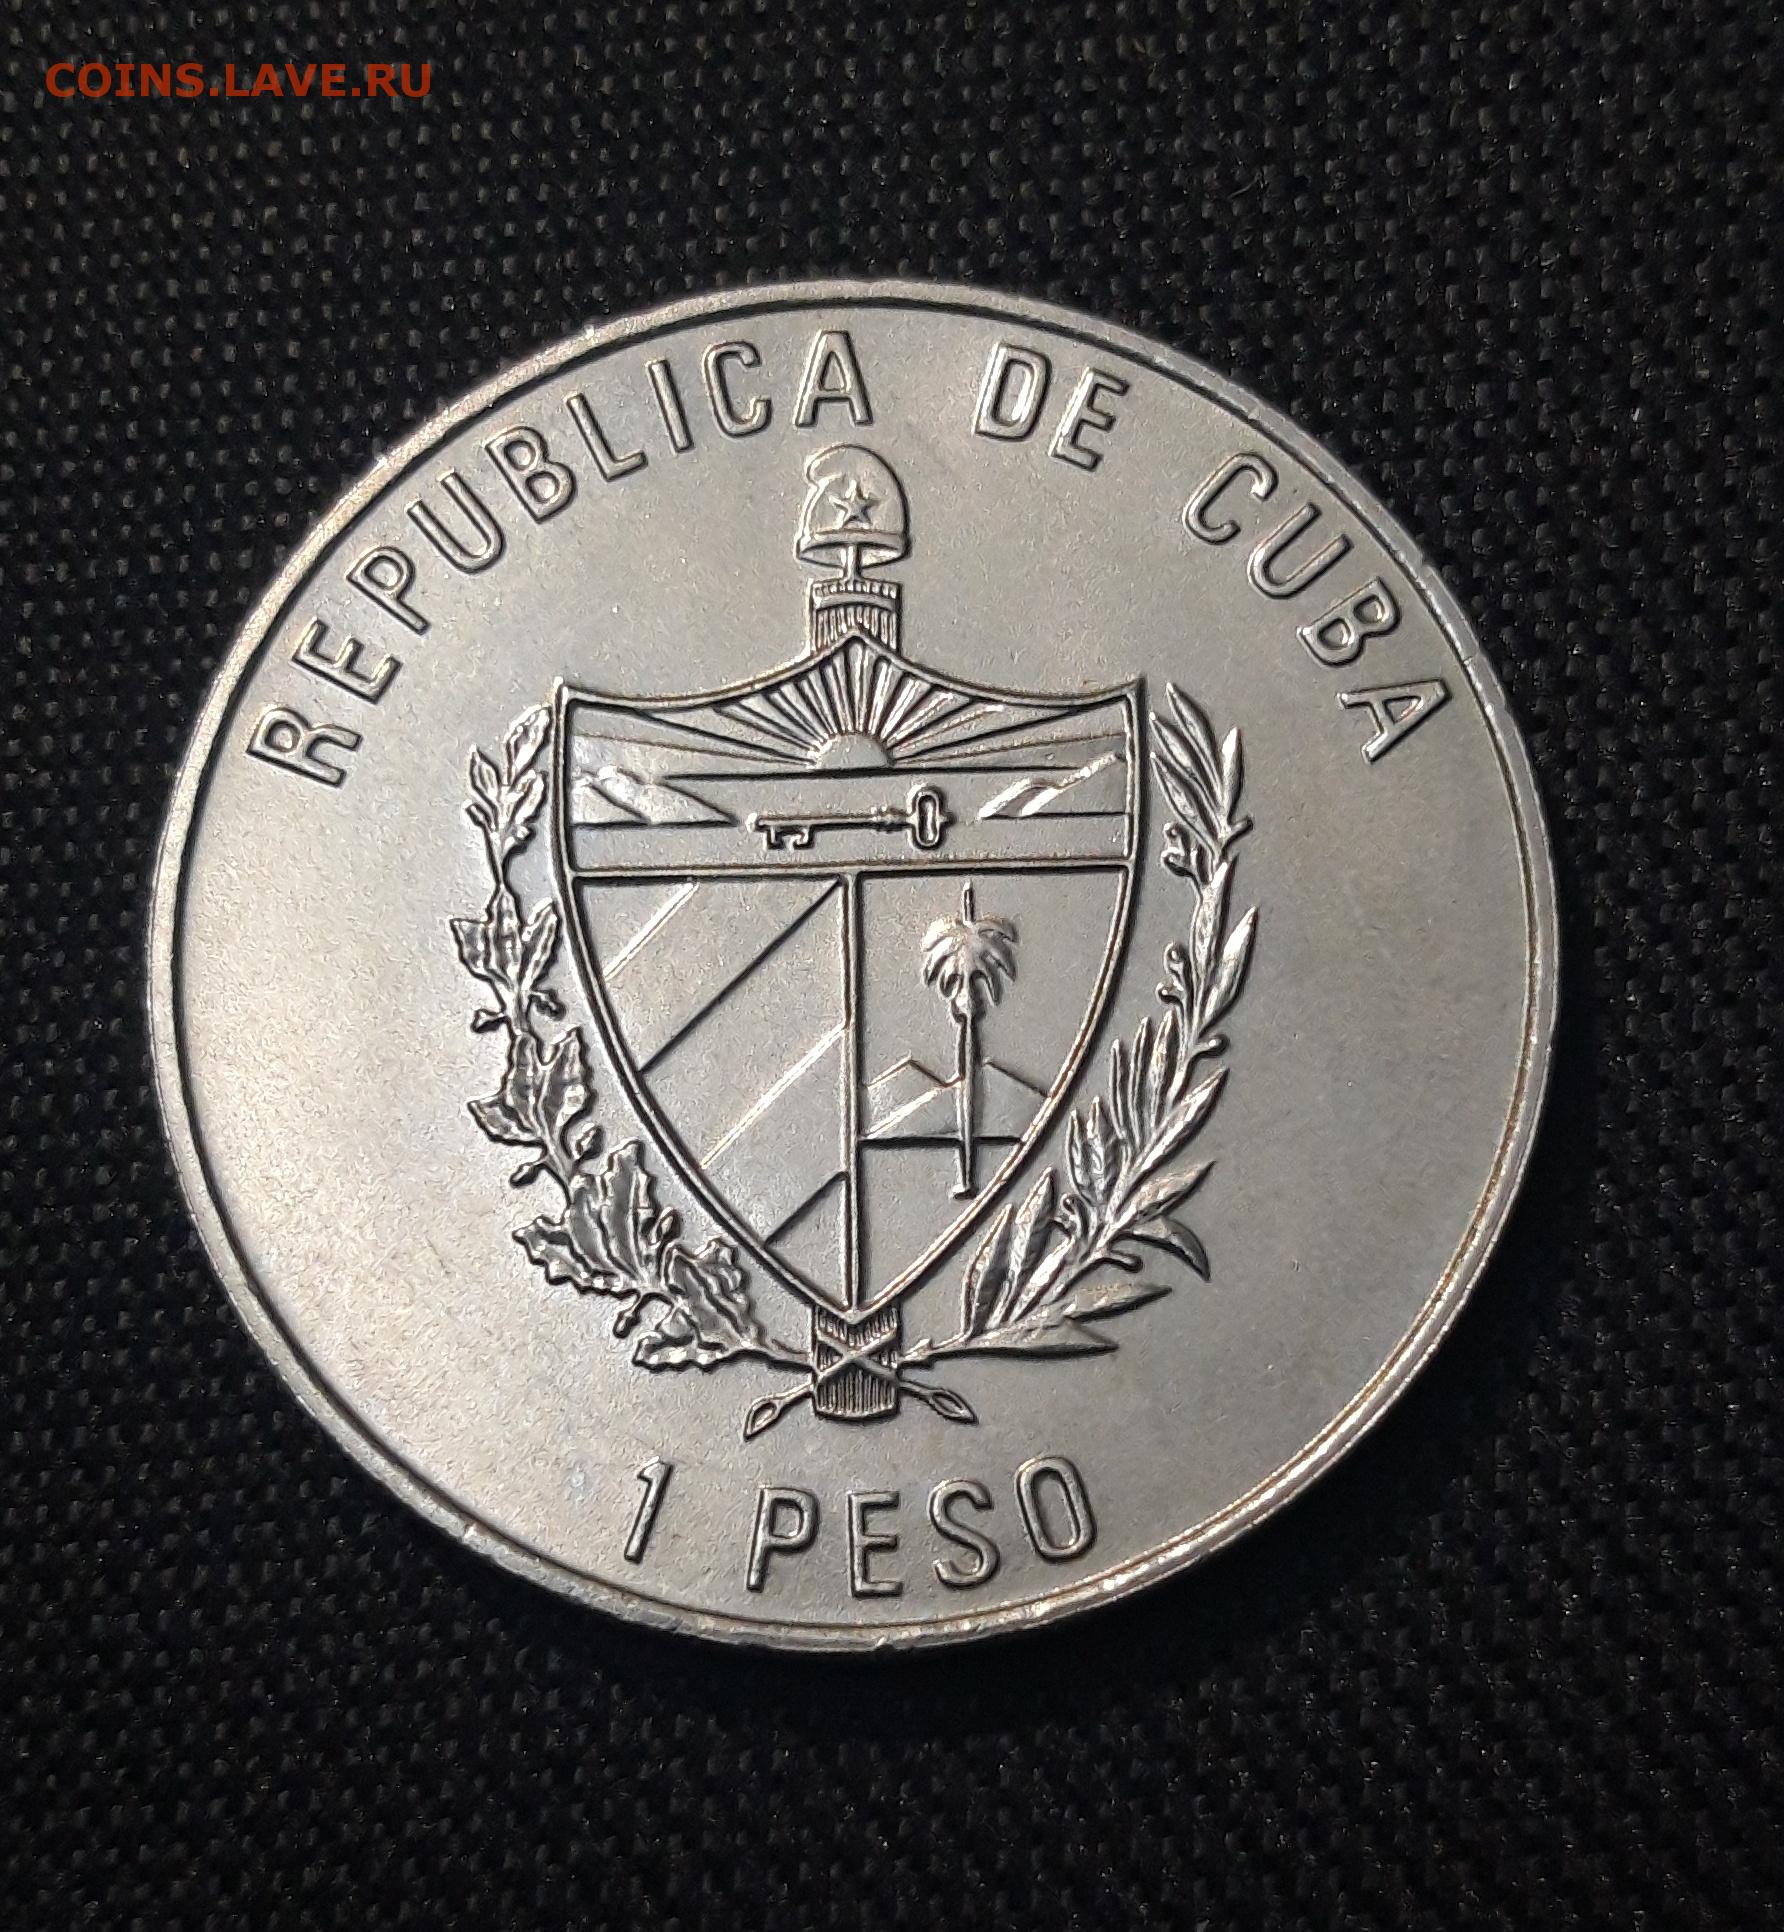 COINS.LAVE.RU
REPUBLICA DE CUBA
1 PESO